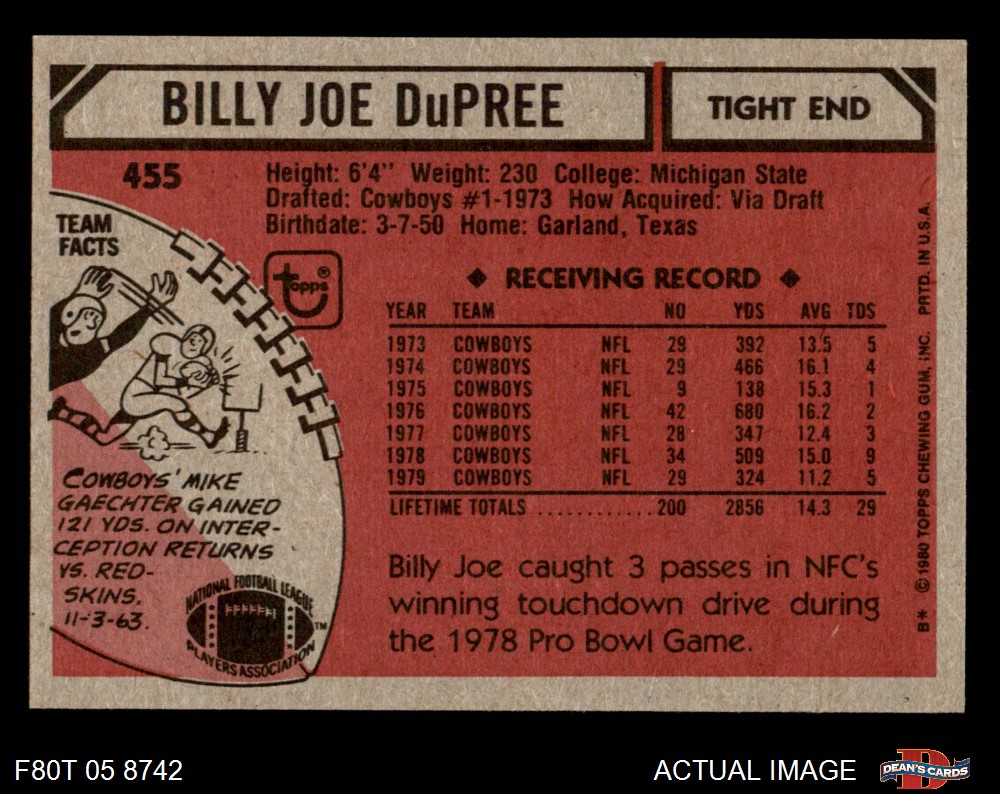 BILLY JOE DuPREE
TIGHT END
455
Height: 6'4" Weight: 230 College: Michigan State
Drafted: Cowboys #1-1973 How Acquired: Via Draft
Birthdate: 3-7-50 Home: Garland, Texas
TEAM
FACTS
topps®
◆ RECEIVING RECORD ◆
YEAR TEAM NO YDS AVG TDS
1973 COWBOYS NFL 29 392 13.5 5
1974 COWBOYS NFL 29 466 16.1 4
1975 COWBOYS NFL 9 138 15.3 1
1976 COWBOYS NFL 42 680 16.2 2
1977 COWBOYS NFL 28 347 12.4 3
1978 COWBOYS NFL 34 509 15.0 9
1979 COWBOYS NFL 29 324 11.2 5
LIFETIME TOTALS ............ 200 2856 14.3 29
COWBOYS' MIKE
GAECHTER GAINED
121 YDS. ON INTER-
CEPTION RETURNS
VS. RED-
SKINS.
11-3-63.
NATIONAL FOOTBALL LEAGUE
PLAYERS ASSOCIATION
TM
Billy Joe caught 3 passes in NFC's
winning touchdown drive during
the 1978 Pro Bowl Game.
B* © 1980 TOPPS CHEWING GUM, INC. PRTD. IN U.S.A.
F80T 05 8742
ACTUAL IMAGE
DEAN'S CARDS